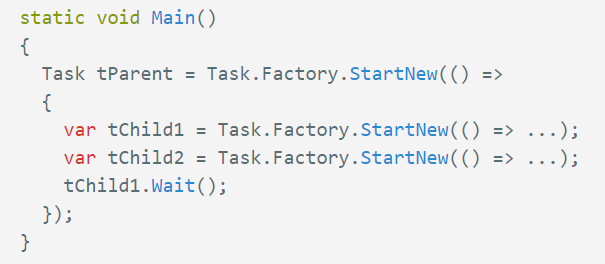 static void Main()
{
  Task tParent = Task.Factory.StartNew(() =>
  {
    var tChild1 = Task.Factory.StartNew(() => ...);
    var tChild2 = Task.Factory.StartNew(() => ...);
    tChild1.Wait();
  });
}